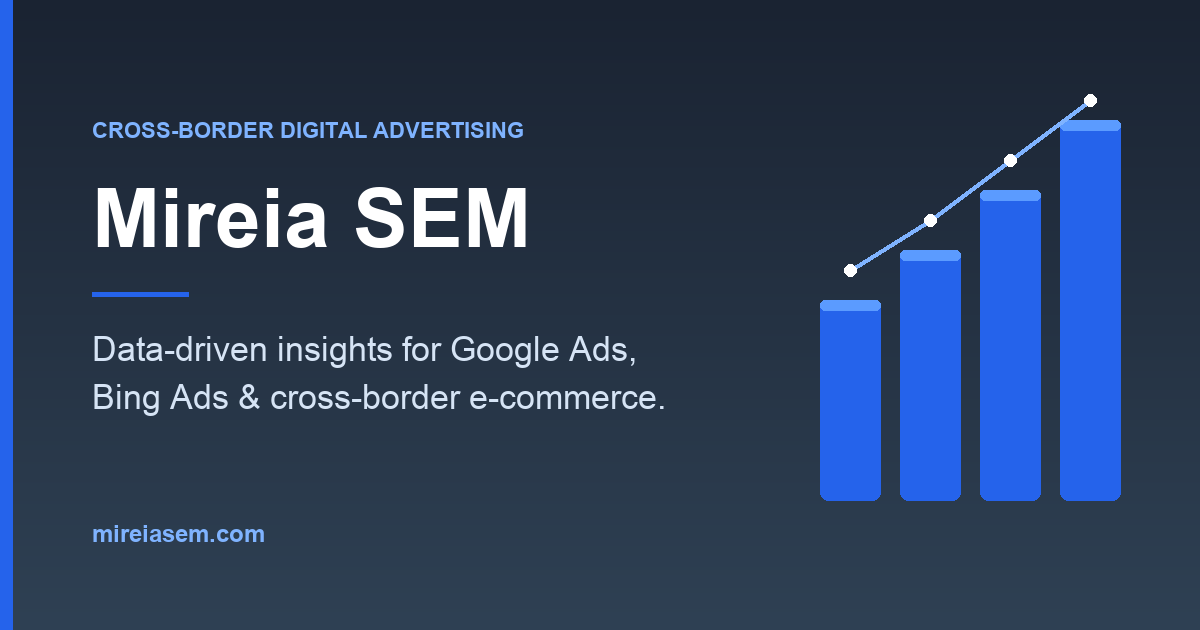 CROSS-BORDER DIGITAL ADVERTISING
Mireia SEM
Data-driven insights for Google Ads,
Bing Ads & cross-border e-commerce.
mireiasem.com